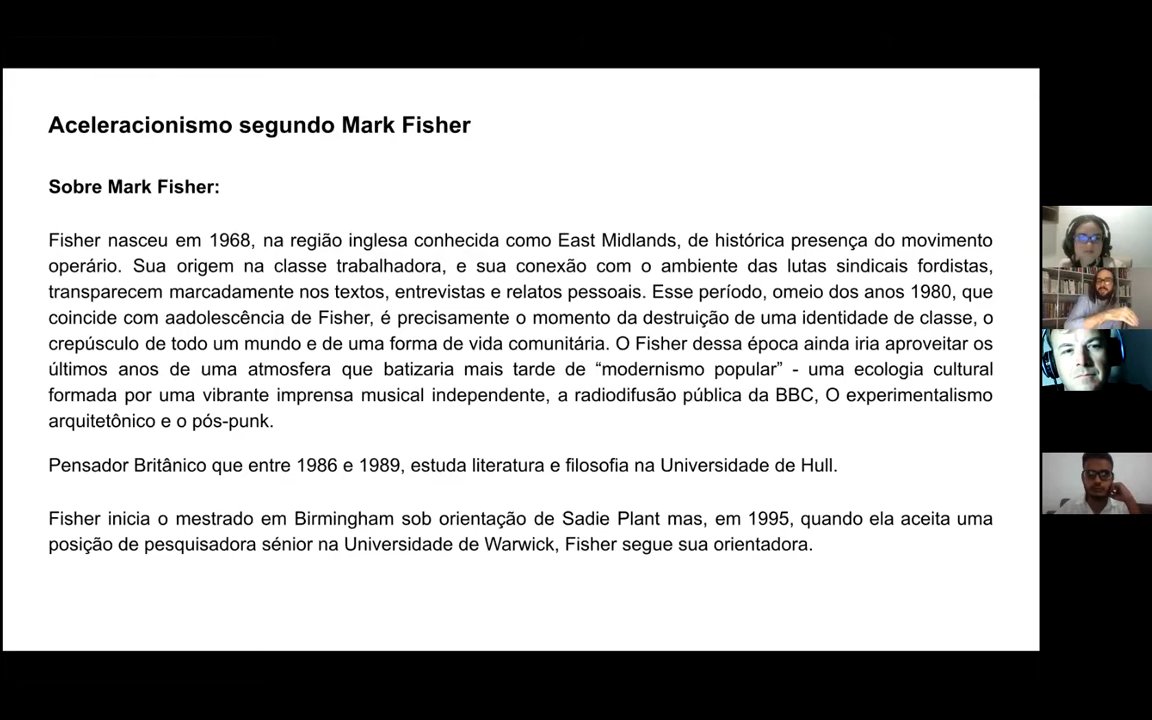 Aceleracionismo segundo Mark Fisher
Sobre Mark Fisher:
Fisher nasceu em 1968, na região inglesa conhecida como East Midlands, de histórica presença do movimento
operário. Sua origem na classe trabalhadora, e sua conexão com o ambiente das lutas sindicais fordistas,
transparecem marcadamente nos textos, entrevistas e relatos pessoais. Esse período, omeio dos anos 1980, que
coincide com aadolescência de Fisher, é precisamente o momento da destruição de uma identidade de classe, o
crepúsculo de todo um mundo e de uma forma de vida comunitária. O Fisher dessa época ainda iria aproveitar os
últimos anos de uma atmosfera que batizaria mais tarde de “modernismo popular” - uma ecologia cultural
formada por uma vibrante imprensa musical independente, a radiodifusão pública da BBC, O experimentalismo
arquitetônico e o pós-punk.
Pensador Britânico que entre 1986 e 1989, estuda literatura e filosofia na Universidade de Hull.
Fisher inicia o mestrado em Birmingham sob orientação de Sadie Plant mas, em 1995, quando ela aceita uma
posição de pesquisadora sénior na Universidade de Warwick, Fisher segue sua orientadora.